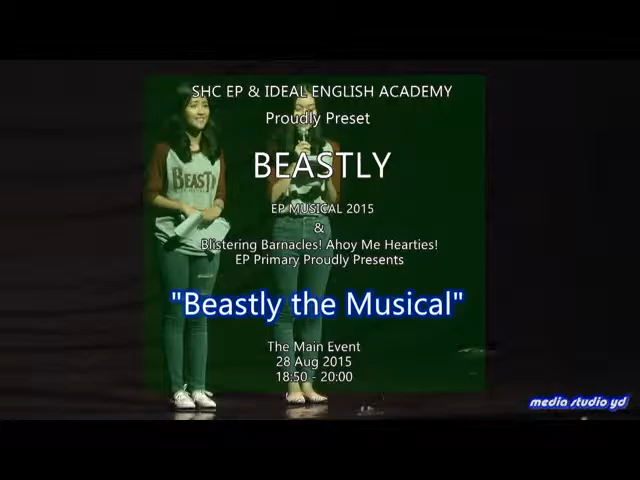 SHC EP & IDEAL ENGLISH ACADEMY
Proudly Preset
BEASTLY
EP MUSICAL 2015
&
Blistering Barnacles! Ahoy Me Hearties!
EP Primary Proudly Presents
"Beastly the Musical"
The Main Event
28 Aug 2015
18:50 - 20:00
media studio yd